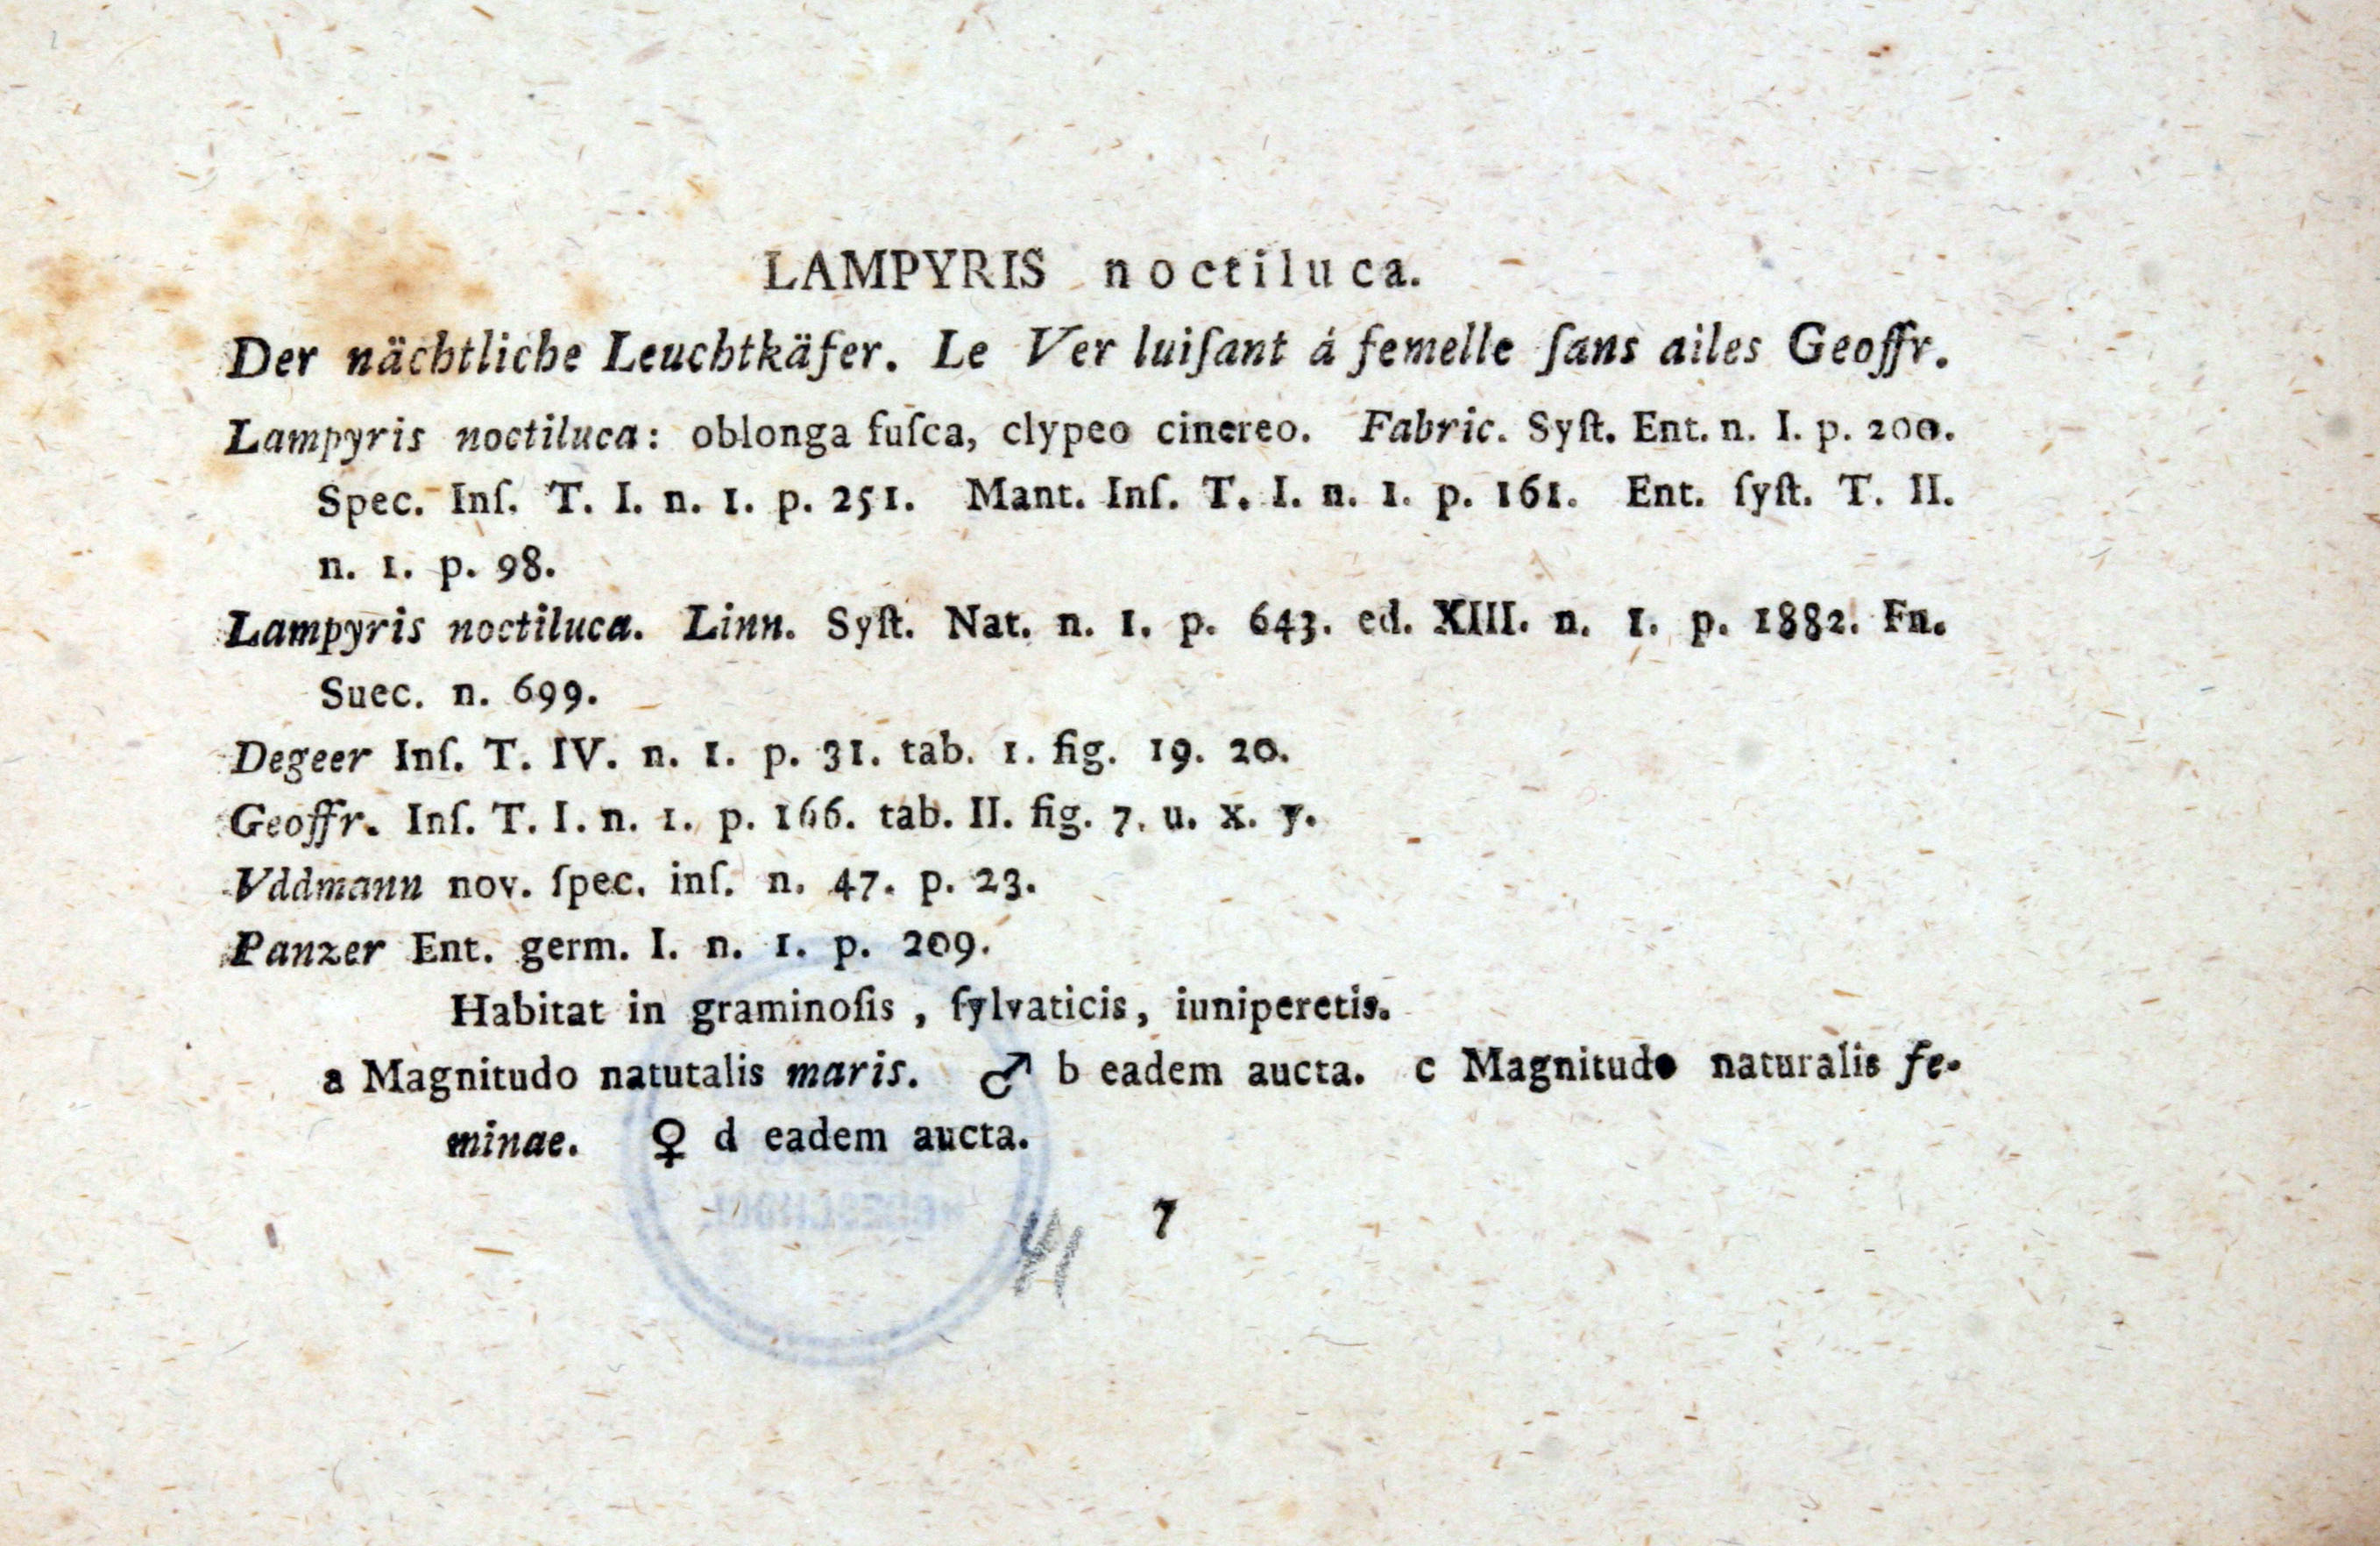 LAMPYRIS noctiluca.
Der nächtliche Leuchtkäfer. Le Ver luiſant á femelle ſans ailes Geoffr.
Lampyris noctiluca: oblonga fuſca, clypeo cinereo. Fabric. Syſt. Ent. n. I. p. 200.
Spec. Inſ. T. I. n. 1. p. 251. Mant. Inſ. T. I. n. 1. p. 161. Ent. ſyſt. T. II.
n. 1. p. 98.
Lampyris noctiluca. Linn. Syſt. Nat. n. 1. p. 643. ed. XIII. n. 1. p. 1882. Fn.
Suec. n. 699.
Degeer Inſ. T. IV. n. 1. p. 31. tab. 1. fig. 19. 20.
Geoffr. Inſ. T. I. n. 1. p. 166. tab. II. fig. 7. u. x. y.
Vddmann nov. ſpec. inſ. n. 47. p. 23.
Panzer Ent. germ. I. n. 1. p. 209.
Habitat in graminoſis, ſylvaticis, iuniperetis.
a Magnitudo natutalis maris. ♂ b eadem aucta. c Magnitudo naturalis fe-
minae. ♀ d eadem aucta.
7